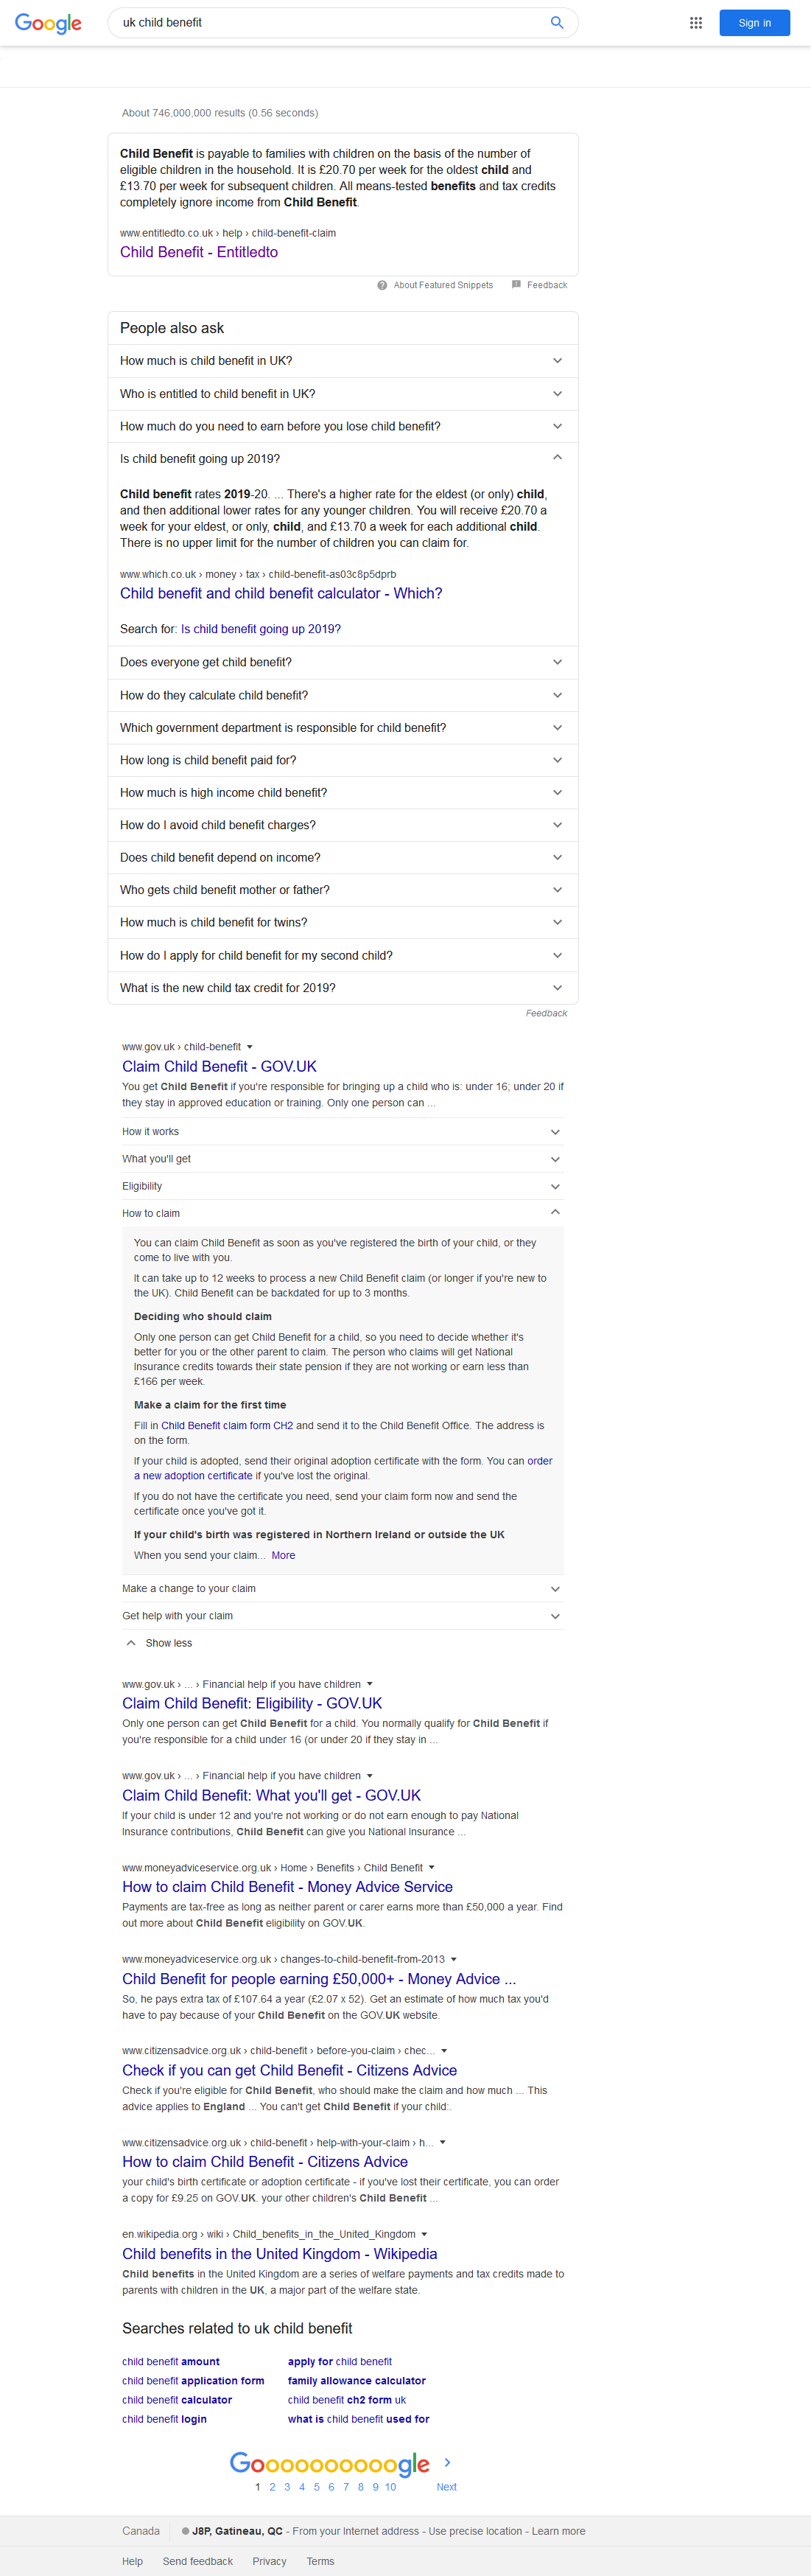 Google
uk child benefit
Sign in
About 746,000,000 results (0.56 seconds)
Child Benefit is payable to families with children on the basis of the number of
eligible children in the household. It is £20.70 per week for the oldest child and
£13.70 per week for subsequent children. All means-tested benefits and tax credits
completely ignore income from Child Benefit.
www.entitledto.co.uk › help › child-benefit-claim
Child Benefit - Entitledto
About Featured Snippets Feedback
People also ask
How much is child benefit in UK?
Who is entitled to child benefit in UK?
How much do you need to earn before you lose child benefit?
Is child benefit going up 2019?
Child benefit rates 2019-20. ... There's a higher rate for the eldest (or only) child,
and then additional lower rates for any younger children. You will receive £20.70 a
week for your eldest, or only, child, and £13.70 a week for each additional child.
There is no upper limit for the number of children you can claim for.
www.which.co.uk › money › tax › child-benefit-as03c8p5dprb
Child benefit and child benefit calculator - Which?
Search for: Is child benefit going up 2019?
Does everyone get child benefit?
How do they calculate child benefit?
Which government department is responsible for child benefit?
How long is child benefit paid for?
How much is high income child benefit?
How do I avoid child benefit charges?
Does child benefit depend on income?
Who gets child benefit mother or father?
How much is child benefit for twins?
How do I apply for child benefit for my second child?
What is the new child tax credit for 2019?
Feedback
www.gov.uk › child-benefit
Claim Child Benefit - GOV.UK
You get Child Benefit if you're responsible for bringing up a child who is: under 16; under 20 if
they stay in approved education or training. Only one person can ...
How it works
What you'll get
Eligibility
How to claim
You can claim Child Benefit as soon as you've registered the birth of your child, or they
come to live with you.
It can take up to 12 weeks to process a new Child Benefit claim (or longer if you're new to
the UK). Child Benefit can be backdated for up to 3 months.
Deciding who should claim
Only one person can get Child Benefit for a child, so you need to decide whether it's
better for you or the other parent to claim. The person who claims will get National
Insurance credits towards their state pension if they are not working or earn less than
£166 per week.
Make a claim for the first time
Fill in Child Benefit claim form CH2 and send it to the Child Benefit Office. The address is
on the form.
If your child is adopted, send their original adoption certificate with the form. You can order
a new adoption certificate if you've lost the original.
If you do not have the certificate you need, send your claim form now and send the
certificate once you've got it.
If your child's birth was registered in Northern Ireland or outside the UK
When you send your claim... More
Make a change to your claim
Get help with your claim
Show less
www.gov.uk › ... › Financial help if you have children
Claim Child Benefit: Eligibility - GOV.UK
Only one person can get Child Benefit for a child. You normally qualify for Child Benefit if
you're responsible for a child under 16 (or under 20 if they stay in ...
www.gov.uk › ... › Financial help if you have children
Claim Child Benefit: What you'll get - GOV.UK
If your child is under 12 and you're not working or do not earn enough to pay National
Insurance contributions, Child Benefit can give you National Insurance ...
www.moneyadviceservice.org.uk › Home › Benefits › Child Benefit
How to claim Child Benefit - Money Advice Service
Payments are tax-free as long as neither parent or carer earns more than £50,000 a year. Find
out more about Child Benefit eligibility on GOV.UK.
www.moneyadviceservice.org.uk › changes-to-child-benefit-from-2013
Child Benefit for people earning £50,000+ - Money Advice ...
So, he pays extra tax of £107.64 a year (£2.07 x 52). Get an estimate of how much tax you'd
have to pay because of your Child Benefit on the GOV.UK website.
www.citizensadvice.org.uk › child-benefit › before-you-claim › chec...
Check if you can get Child Benefit - Citizens Advice
Check if you're eligible for Child Benefit, who should make the claim and how much ... This
advice applies to England ... You can't get Child Benefit if your child:.
www.citizensadvice.org.uk › child-benefit › help-with-your-claim › h...
How to claim Child Benefit - Citizens Advice
your child's birth certificate or adoption certificate - if you've lost their certificate, you can order
a copy for £9.25 on GOV.UK. your other children's Child Benefit ...
en.wikipedia.org › wiki › Child_benefits_in_the_United_Kingdom
Child benefits in the United Kingdom - Wikipedia
Child benefits in the United Kingdom are a series of welfare payments and tax credits made to
parents with children in the UK, a major part of the welfare state.
Searches related to uk child benefit
child benefit amount apply for child benefit
child benefit application form family allowance calculator
child benefit calculator child benefit ch2 form uk
child benefit login what is child benefit used for
Goooooooooogle
1 2 3 4 5 6 7 8 9 10 Next
Canada J8P, Gatineau, QC - From your Internet address - Use precise location - Learn more
Help Send feedback Privacy Terms